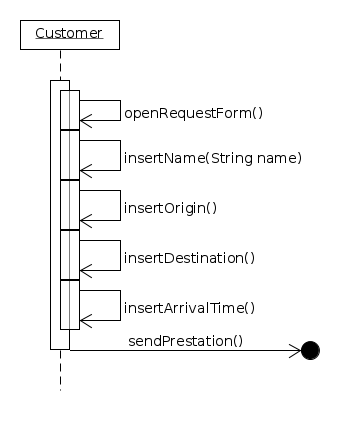 Customer
openRequestForm()
insertName(String name)
insertOrigin()
insertDestination()
insertArrivalTime()
sendPrestation()